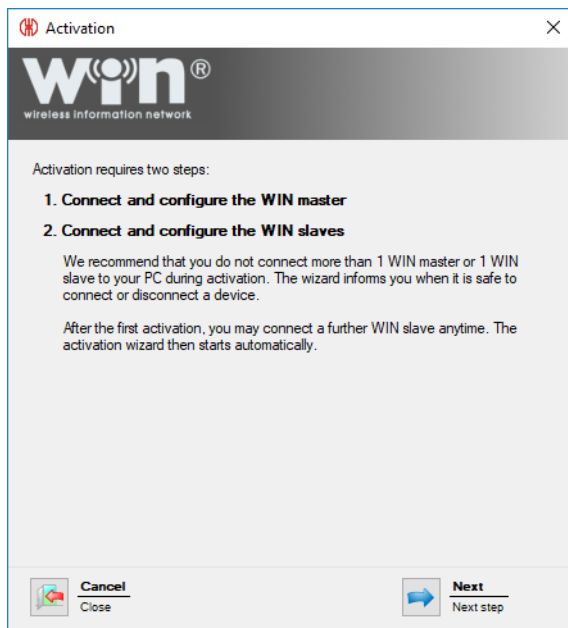 Activation
WiN®
wireless information network
Activation requires two steps:
1. Connect and configure the WIN master
2. Connect and configure the WIN slaves
We recommend that you do not connect more than 1 WIN master or 1 WIN
slave to your PC during activation. The wizard informs you when it is safe to
connect or disconnect a device.
After the first activation, you may connect a further WIN slave anytime. The
activation wizard then starts automatically.
Cancel
Close
Next
Next step